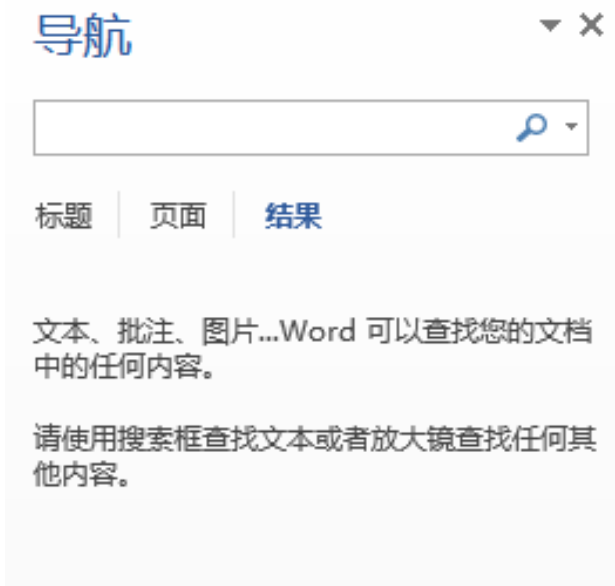 导航
标题 页面 结果
文本、批注、图片...Word 可以查找您的文档
中的任何内容。
请使用搜索框查找文本或者放大镜查找任何其
他内容。